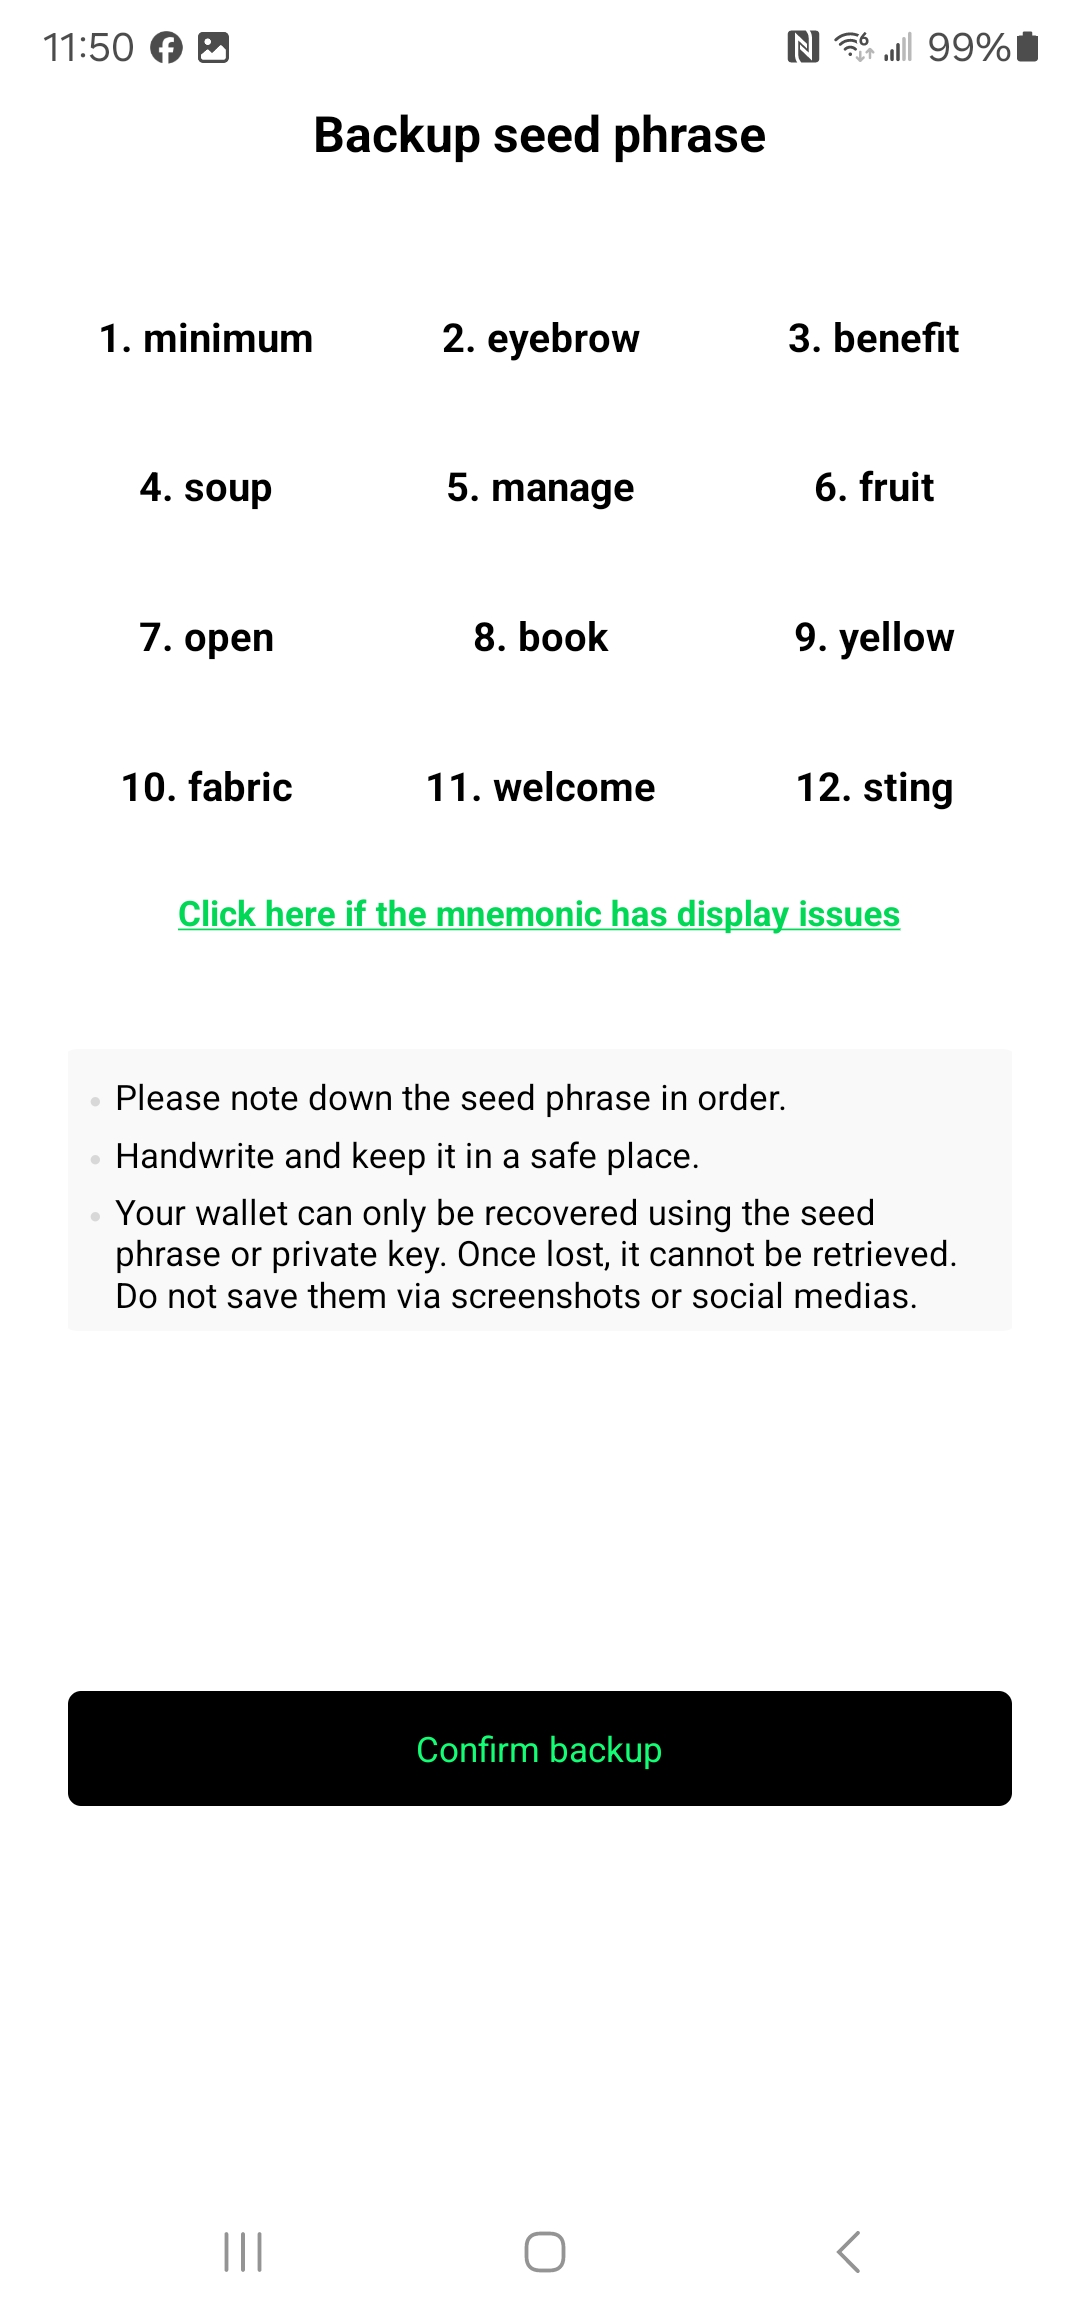 11:50
99%
Backup seed phrase
1. minimum 2. eyebrow 3. benefit
4. soup 5. manage 6. fruit
7. open 8. book 9. yellow
10. fabric 11. welcome 12. sting
Click here if the mnemonic has display issues
Please note down the seed phrase in order.
Handwrite and keep it in a safe place.
Your wallet can only be recovered using the seed
phrase or private key. Once lost, it cannot be retrieved.
Do not save them via screenshots or social medias.
Confirm backup